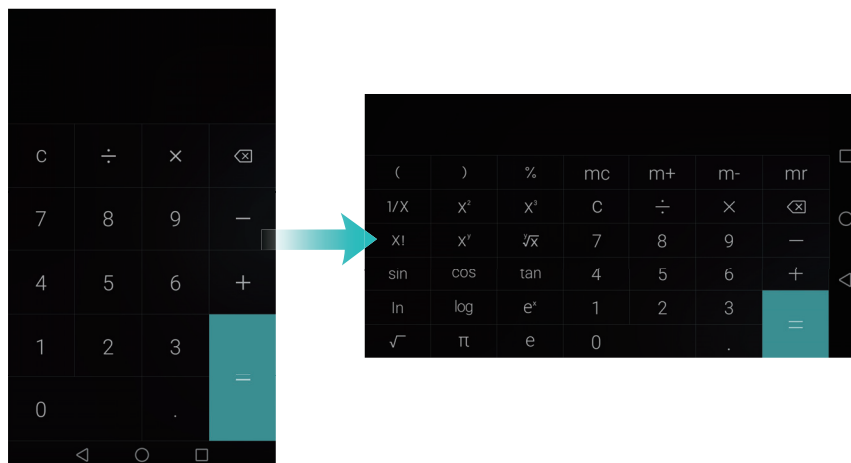 C ÷ × ⌫
7 8 9 −
4 5 6 +
1 2 3 =
0 .
( ) % mc m+ m- mr
1/X X² X³ C ÷ × ⌫
X! Xʸ ʸ√x 7 8 9 −
sin cos tan 4 5 6 +
ln log eˣ 1 2 3 =
√‾ π e 0 .